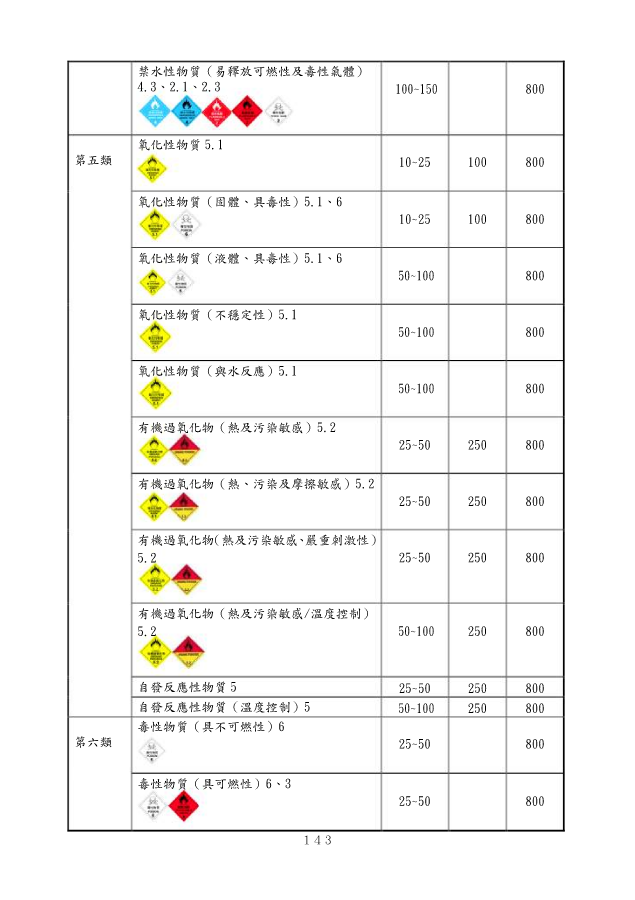 禁水性物質（易釋放可燃性及毒性氣體）
4.3、2.1、2.3
100~150
800
第五類
氧化性物質5.1
10~25
100
800
氧化性物質（固體、具毒性）5.1、6
10~25
100
800
氧化性物質（液體、具毒性）5.1、6
50~100
800
氧化性物質（不穩定性）5.1
50~100
800
氧化性物質（與水反應）5.1
50~100
800
有機過氧化物（熱及污染敏感）5.2
25~50
250
800
有機過氧化物（熱、污染及摩擦敏感）5.2
25~50
250
800
有機過氧化物(熱及污染敏感、嚴重刺激性)
5.2
25~50
250
800
有機過氧化物（熱及污染敏感/溫度控制）
5.2
50~100
250
800
自發反應性物質5
25~50
250
800
自發反應性物質（溫度控制）5
50~100
250
800
第六類
毒性物質（具不可燃性）6
25~50
800
毒性物質（具可燃性）6、3
25~50
800
143